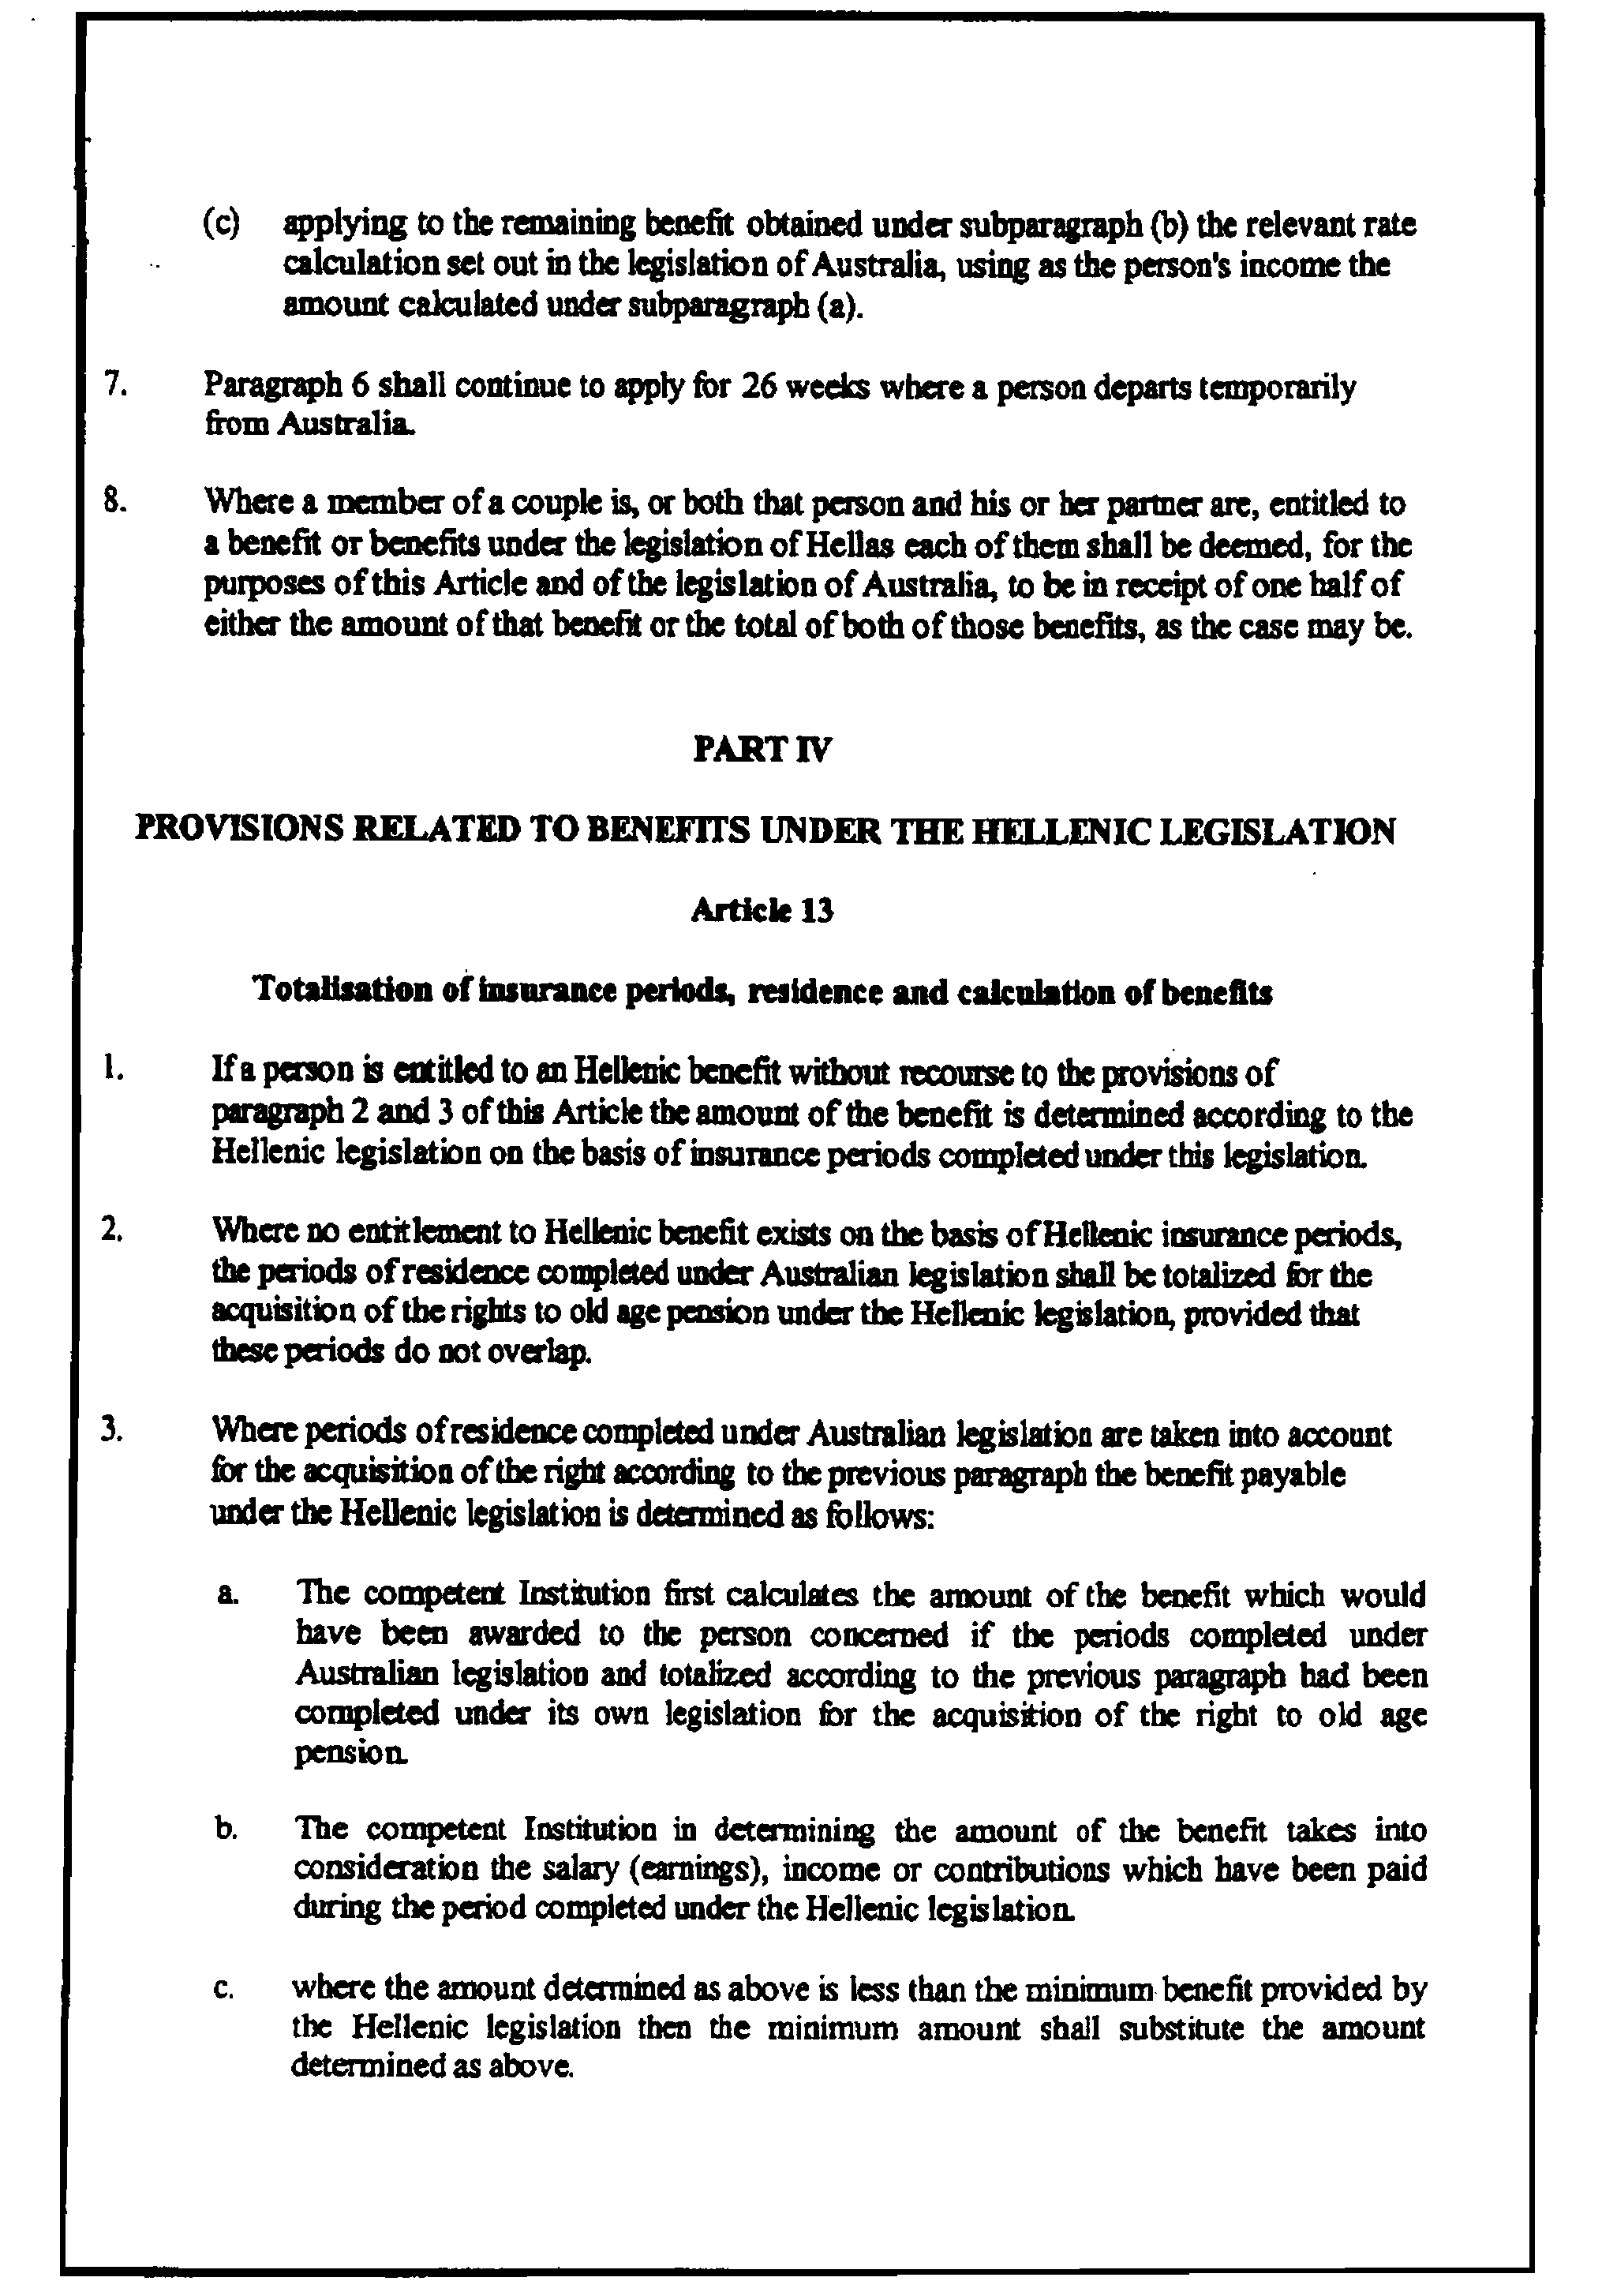 (c) applying to the remaining benefit obtained under subparagraph (b) the relevant rate
calculation set out in the legislation of Australia, using as the person's income the
amount calculated under subparagraph (a).
7. Paragraph 6 shall continue to apply for 26 weeks where a person departs temporarily
from Australia.
8. Where a member of a couple is, or both that person and his or her partner are, entitled to
a benefit or benefits under the legislation of Hellas each of them shall be deemed, for the
purposes of this Article and of the legislation of Australia, to be in receipt of one half of
either the amount of that benefit or the total of both of those benefits, as the case may be.
PART IV
PROVISIONS RELATED TO BENEFITS UNDER THE HELLENIC LEGISLATION
Article 13
Totalisation of insurance periods, residence and calculation of benefits
1. If a person is entitled to an Hellenic benefit without recourse to the provisions of
paragraph 2 and 3 of this Article the amount of the benefit is determined according to the
Hellenic legislation on the basis of insurance periods completed under this legislation.
2. Where no entitlement to Hellenic benefit exists on the basis of Hellenic insurance periods,
the periods of residence completed under Australian legislation shall be totalized for the
acquisition of the rights to old age pension under the Hellenic legislation, provided that
these periods do not overlap.
3. Where periods of residence completed under Australian legislation are taken into account
for the acquisition of the right according to the previous paragraph the benefit payable
under the Hellenic legislation is determined as follows:
a. The competent Institution first calculates the amount of the benefit which would
have been awarded to the person concerned if the periods completed under
Australian legislation and totalized according to the previous paragraph had been
completed under its own legislation for the acquisition of the right to old age
pension.
b. The competent Institution in determining the amount of the benefit takes into
consideration the salary (earnings), income or contributions which have been paid
during the period completed under the Hellenic legislation.
c. where the amount determined as above is less than the minimum benefit provided by
the Hellenic legislation then the minimum amount shall substitute the amount
determined as above.